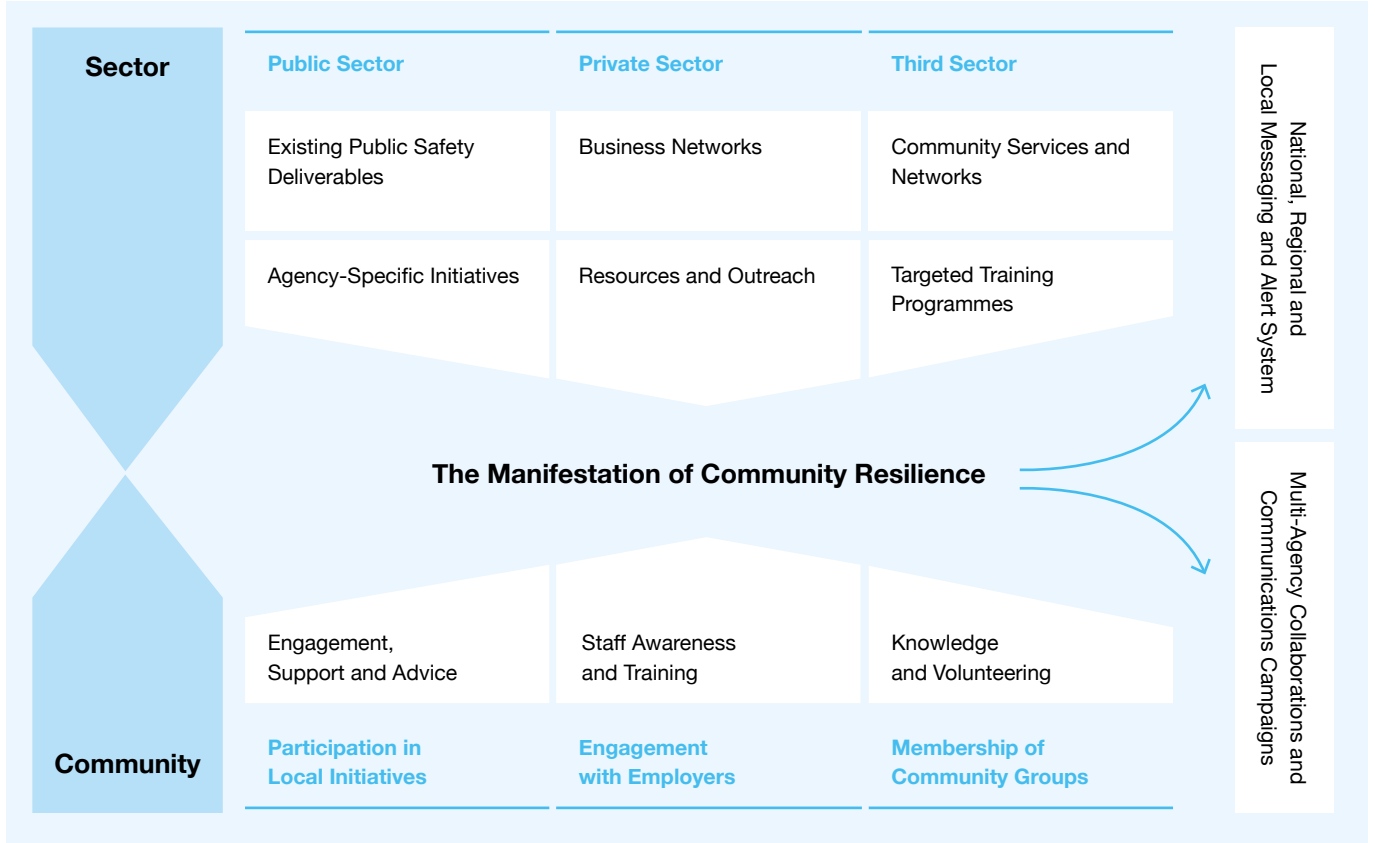 Sector
Public Sector
Private Sector
Third Sector
Existing Public Safety
Deliverables
Business Networks
Community Services and
Networks
Agency-Specific Initiatives
Resources and Outreach
Targeted Training
Programmes
National, Regional and
Local Messaging and Alert System
The Manifestation of Community Resilience
Multi-Agency Collaborations and
Communications Campaigns
Engagement,
Support and Advice
Staff Awareness
and Training
Knowledge
and Volunteering
Community
Participation in
Local Initiatives
Engagement
with Employers
Membership of
Community Groups